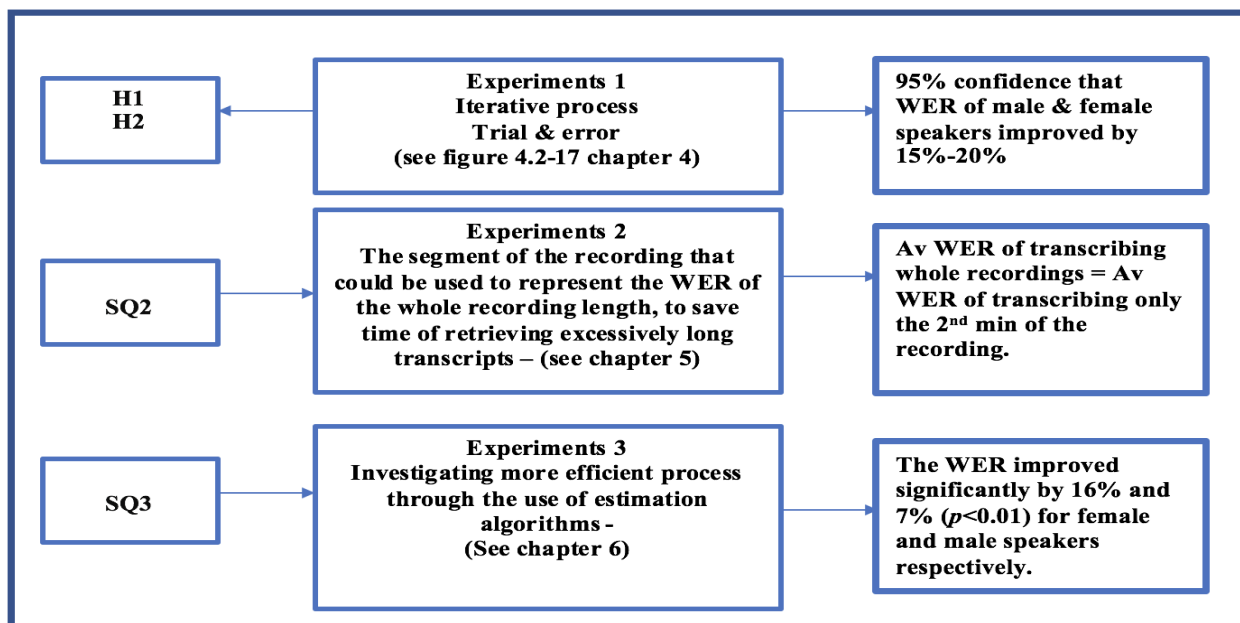 H1
H2
Experiments 1
Iterative process
Trial & error
(see figure 4.2-17 chapter 4)
95% confidence that
WER of male & female
speakers improved by
15%-20%
SQ2
Experiments 2
The segment of the recording that
could be used to represent the WER of
the whole recording length, to save
time of retrieving excessively long
transcripts – (see chapter 5)
Av WER of transcribing
whole recordings = Av
WER of transcribing only
the 2nd min of the
recording.
SQ3
Experiments 3
Investigating more efficient process
through the use of estimation
algorithms -
(See chapter 6)
The WER improved
significantly by 16% and
7% (p<0.01) for female
and male speakers
respectively.